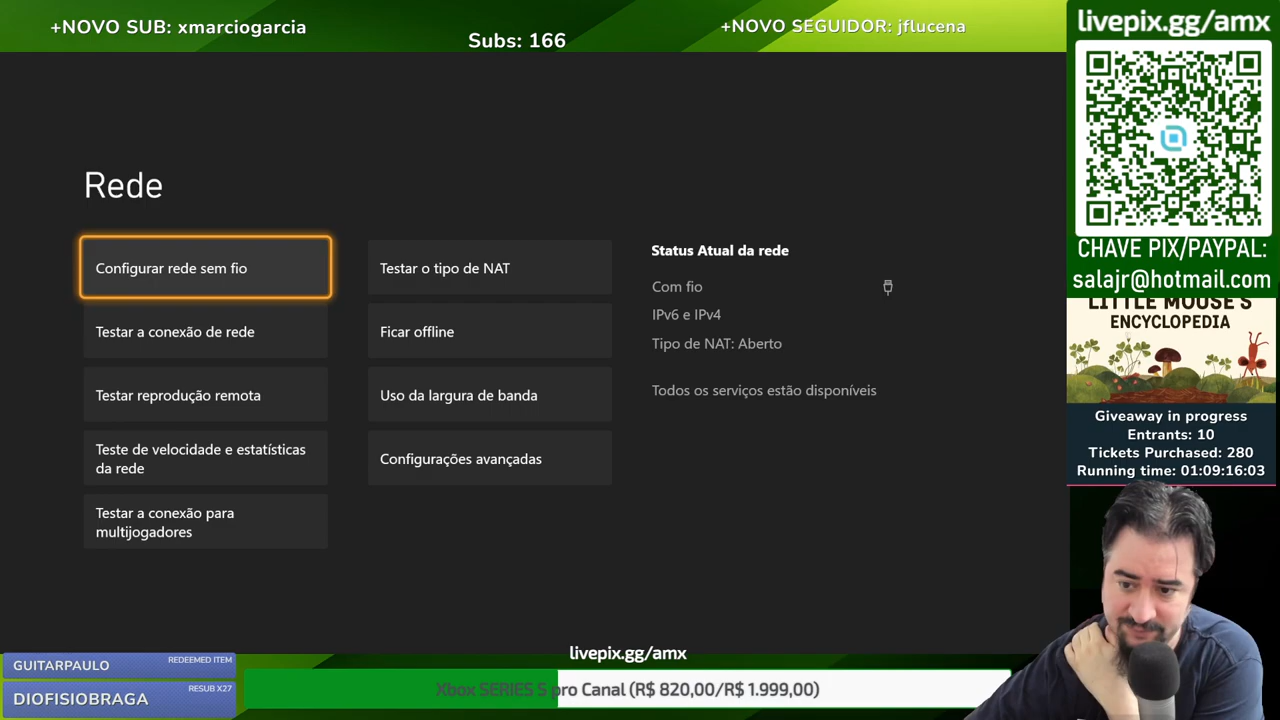 +NOVO SUB: xmarciogarcia
Subs: 166
+NOVO SEGUIDOR: jflucena
livepix.gg/amx
CHAVE PIX/PAYPAL:
salajr@hotmail.com
LITTLE MOUSE'S
ENCYCLOPEDIA
Giveaway in progress
Entrants: 10
Tickets Purchased: 280
Running time: 01:09:16:03
Rede
Configurar rede sem fio
Testar a conexão de rede
Testar reprodução remota
Teste de velocidade e estatísticas
da rede
Testar a conexão para
multijogadores
Testar o tipo de NAT
Ficar offline
Uso da largura de banda
Configurações avançadas
Status Atual da rede
Com fio
IPv6 e IPv4
Tipo de NAT: Aberto
Todos os serviços estão disponíveis
GUITARPAULO
REDEEMED ITEM
DIOFISIOBRAGA
RESUB X27
livepix.gg/amx
Xbox SERIES S pro Canal (R$ 820,00/R$ 1.999,00)